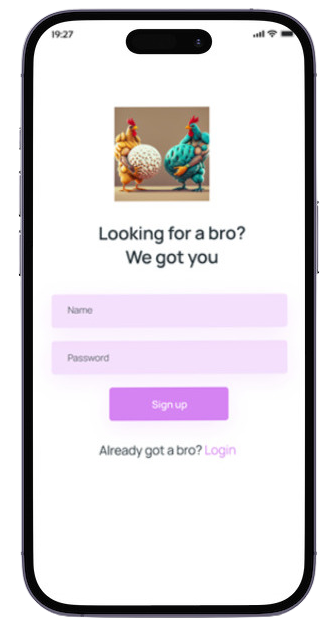 19:27
Looking for a bro?
We got you
Name
Password
Sign up
Already got a bro? Login